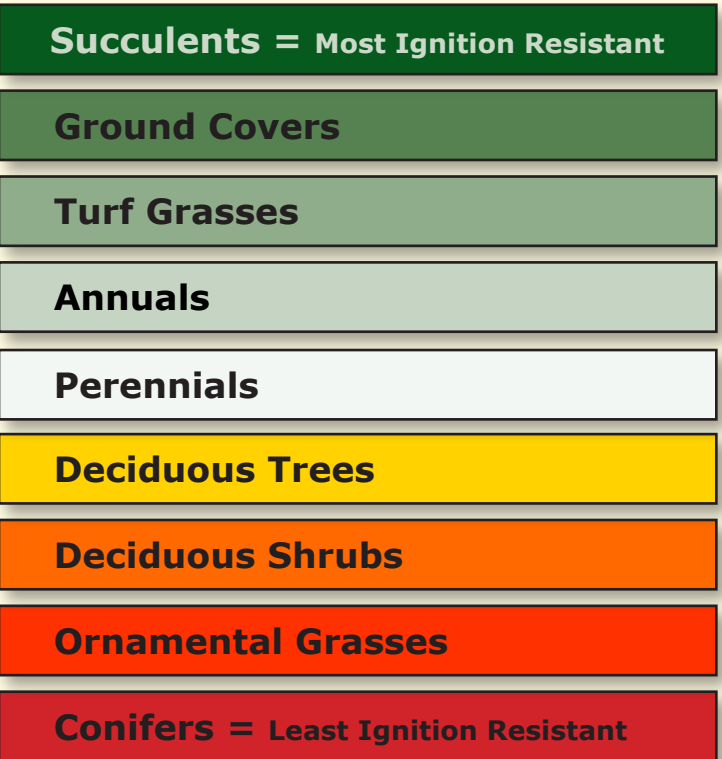 Succulents = Most Ignition Resistant
Ground Covers
Turf Grasses
Annuals
Perennials
Deciduous Trees
Deciduous Shrubs
Ornamental Grasses
Conifers = Least Ignition Resistant